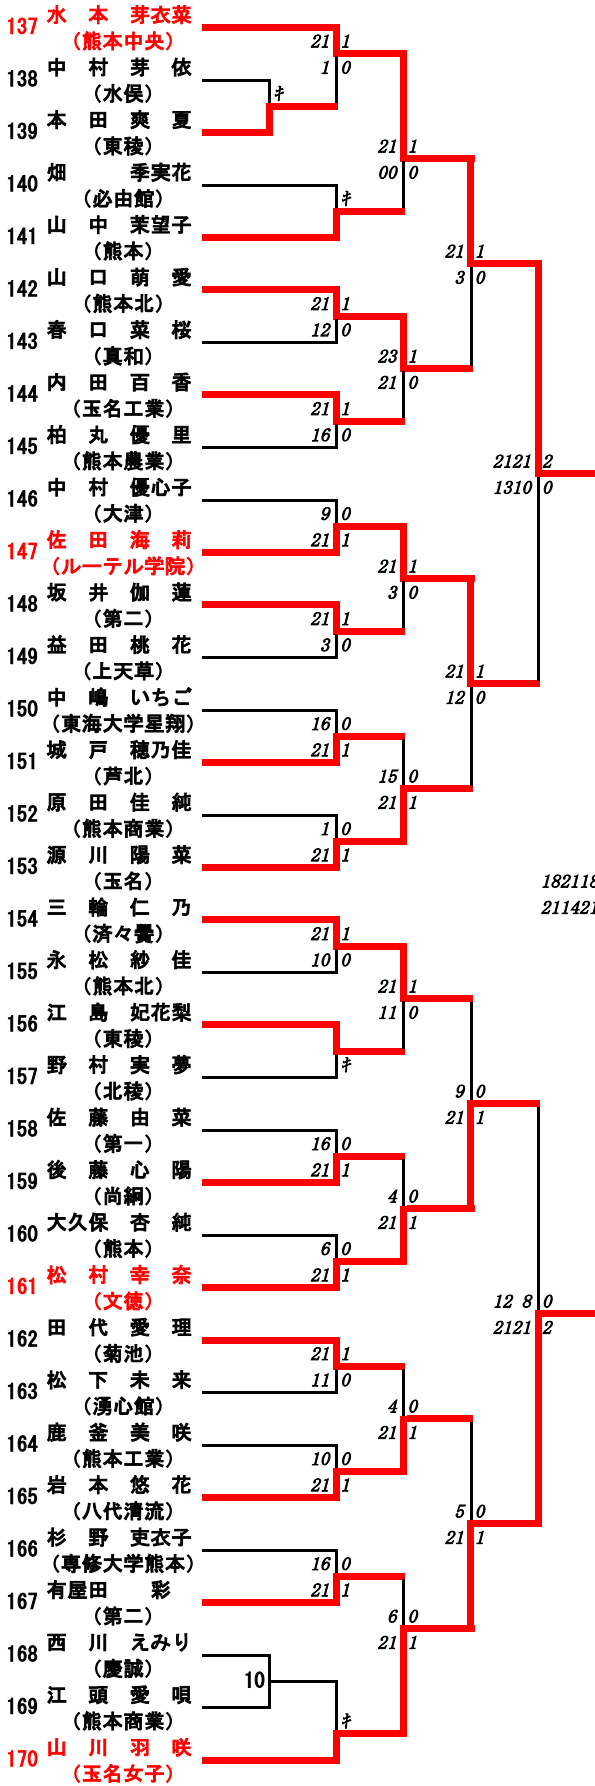 137 水本 芽衣菜
(熊本中央)
21 1
1 0
138 中村 芽依
(水俣)
キ
139 本田 爽夏
(東稜)
21 1
00 0
140 畑 季実花
(必由館)
キ
141 山中 茉望子
(熊本)
21 1
3 0
142 山口 萌愛
(熊本北)
21 1
12 0
143 春口 菜桜
(真和)
23 1
21 0
144 内田 百香
(玉名工業)
21 1
16 0
145 柏丸 優里
(熊本農業)
2121 2
1310 0
146 中村 優心子
(大津)
9 0
21 1
147 佐田 海莉
(ルーテル学院)
21 1
3 0
148 坂井 伽蓮
(第二)
21 1
3 0
149 益田 桃花
(上天草)
21 1
12 0
150 中嶋 いちご
(東海大学星翔)
16 0
21 1
151 城戸 穂乃佳
(芦北)
15 0
21 1
152 原田 佳純
(熊本商業)
1 0
21 1
153 源川 陽菜
(玉名)
182118
211421
154 三輪 仁乃
(済々黌)
21 1
10 0
155 永松 紗佳
(熊本北)
21 1
11 0
156 江島 妃花梨
(東稜)
キ
157 野村 実夢
(北稜)
9 0
21 1
158 佐藤 由菜
(第一)
16 0
21 1
159 後藤 心陽
(尚絅)
4 0
21 1
160 大久保 杏純
(熊本)
6 0
21 1
161 松村 幸奈
(文徳)
12 8 0
2121 2
162 田代 愛理
(菊池)
21 1
11 0
163 松下 未来
(湧心館)
4 0
21 1
164 鹿釜 美咲
(熊本工業)
10 0
21 1
165 岩本 悠花
(八代清流)
5 0
21 1
166 杉野 吏衣子
(専修大学熊本)
16 0
21 1
167 有屋田 彩
(第二)
6 0
21 1
168 西川 えみり
(慶誠)
10
169 江頭 愛唄
(熊本商業)
キ
170 山川 羽咲
(玉名女子)